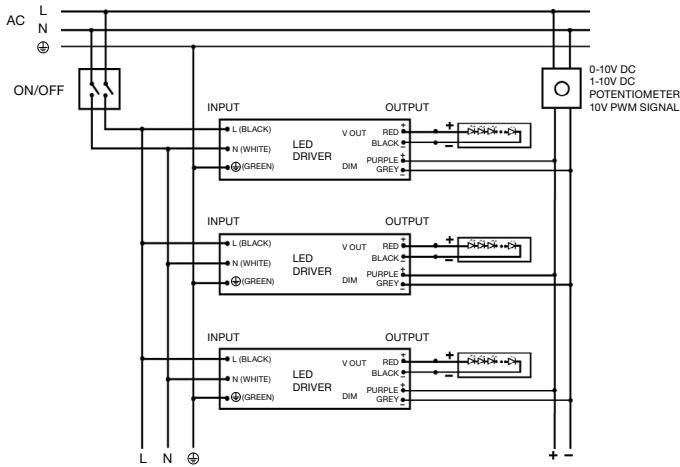 AC
L
N
ON/OFF
0-10V DC
1-10V DC
POTENTIOMETER
10V PWM SIGNAL
INPUT
OUTPUT
L (BLACK)
N (WHITE)
(GREEN)
LED
DRIVER
V OUT
DIM
RED +
BLACK −
PURPLE +
GREY −
+
−
INPUT
OUTPUT
L (BLACK)
N (WHITE)
(GREEN)
LED
DRIVER
V OUT
DIM
RED +
BLACK −
PURPLE +
GREY −
+
−
INPUT
OUTPUT
L (BLACK)
N (WHITE)
(GREEN)
LED
DRIVER
V OUT
DIM
RED +
BLACK −
PURPLE +
GREY −
+
−
L N
+ −